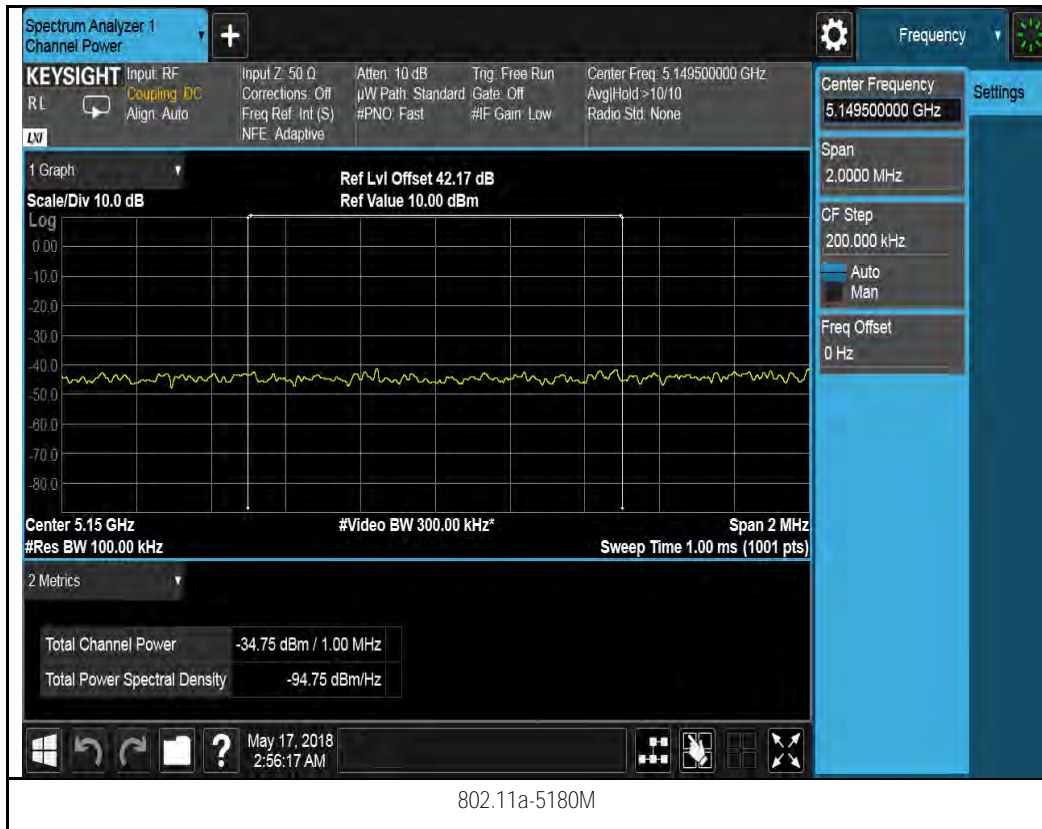 Spectrum Analyzer 1
Channel Power
+
Frequency
KEYSIGHT
RL
LXI
Input: RF
Coupling: DC
Align: Auto
Input Z: 50 Ω
Corrections: Off
Freq Ref: Int (S)
NFE: Adaptive
Atten: 10 dB
µW Path: Standard
#PNO: Fast
Trig: Free Run
Gate: Off
#IF Gain: Low
Center Freq: 5.149500000 GHz
Avg|Hold >10/10
Radio Std: None
Center Frequency
5.149500000 GHz
Settings
Span
2.0000 MHz
CF Step
200.000 kHz
Auto
Man
Freq Offset
0 Hz
1 Graph
Scale/Div 10.0 dB
Ref Lvl Offset 42.17 dB
Ref Value 10.00 dBm
Log
0.00
-10.0
-20.0
-30.0
-40.0
-50.0
-60.0
-70.0
-80.0
Center 5.15 GHz
#Video BW 300.00 kHz*
Span 2 MHz
#Res BW 100.00 kHz
Sweep Time 1.00 ms (1001 pts)
2 Metrics
Total Channel Power -34.75 dBm / 1.00 MHz
Total Power Spectral Density -94.75 dBm/Hz
?
May 17, 2018
2:56:17 AM
802.11a-5180M